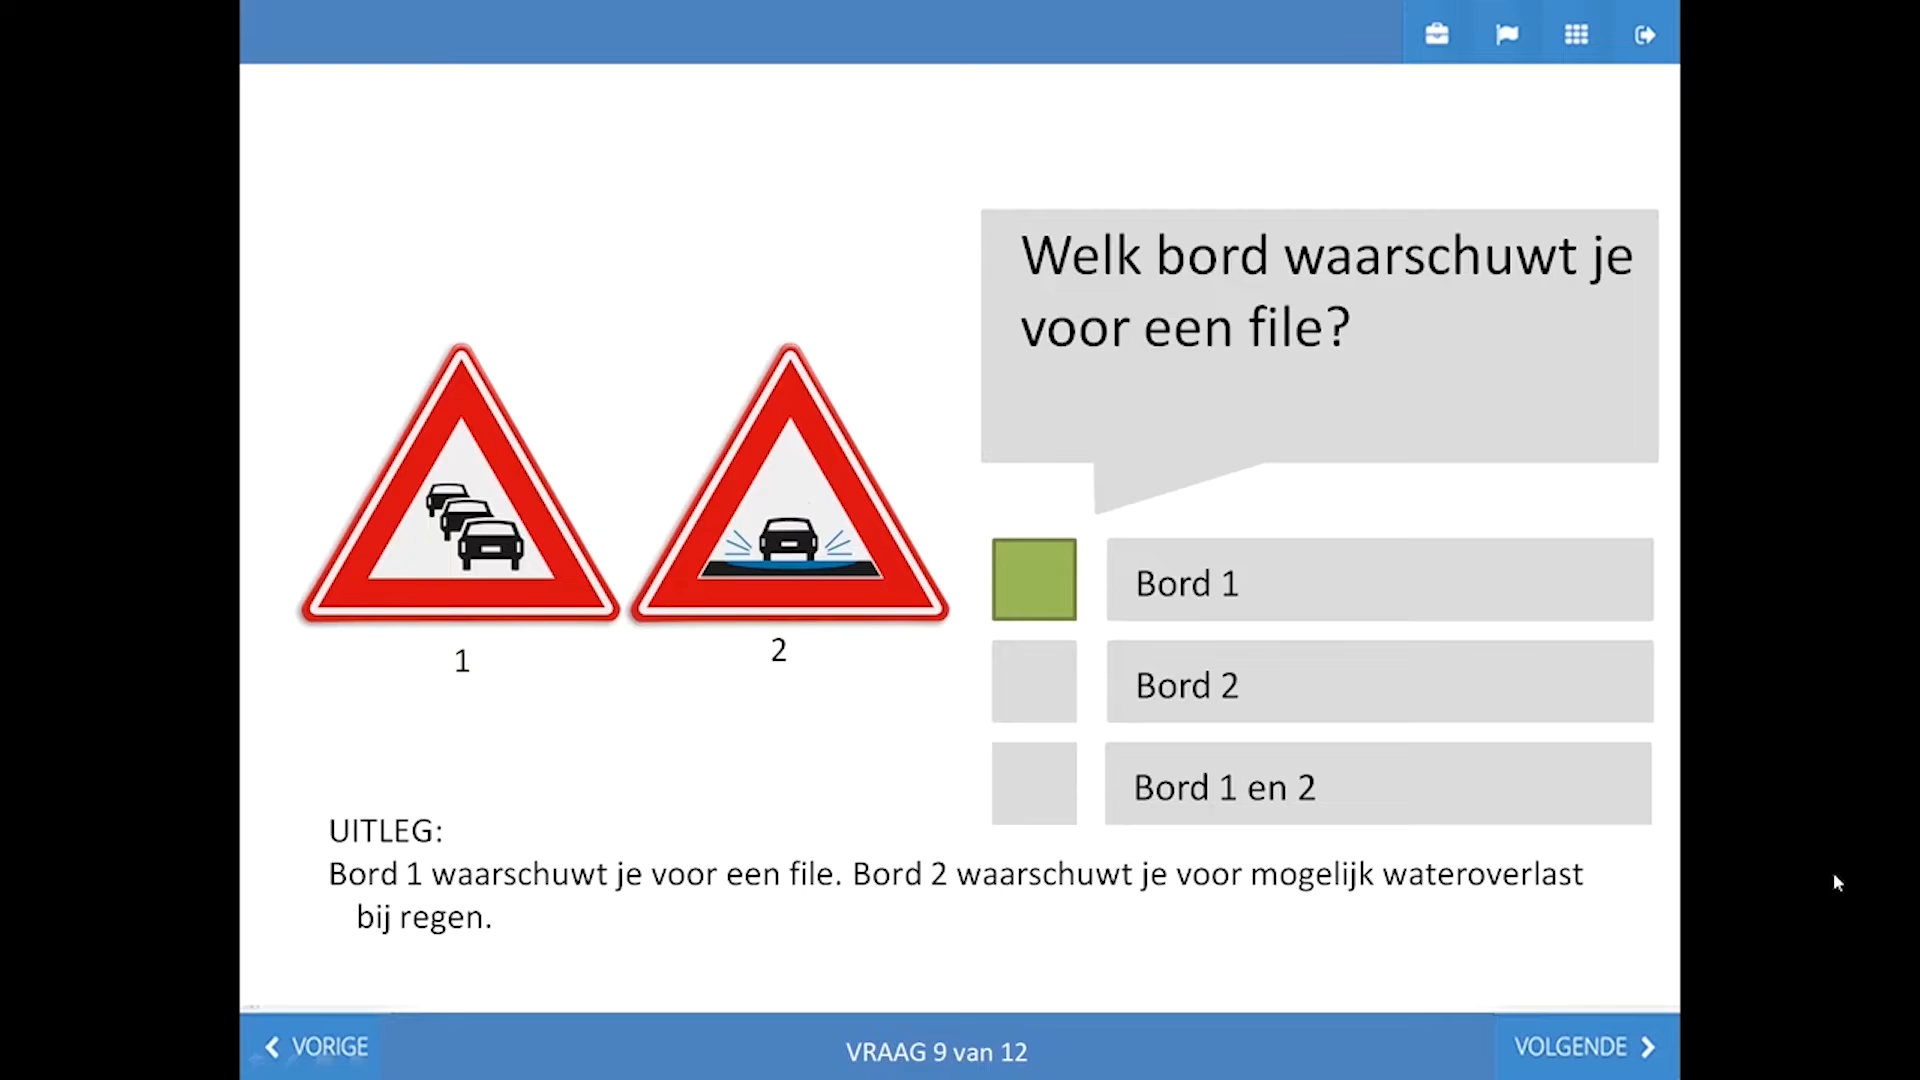 Welk bord waarschuwt je
voor een file?
1
2
Bord 1
Bord 2
Bord 1 en 2
UITLEG:
Bord 1 waarschuwt je voor een file. Bord 2 waarschuwt je voor mogelijk wateroverlast
bij regen.
VORIGE
VRAAG 9 van 12
VOLGENDE